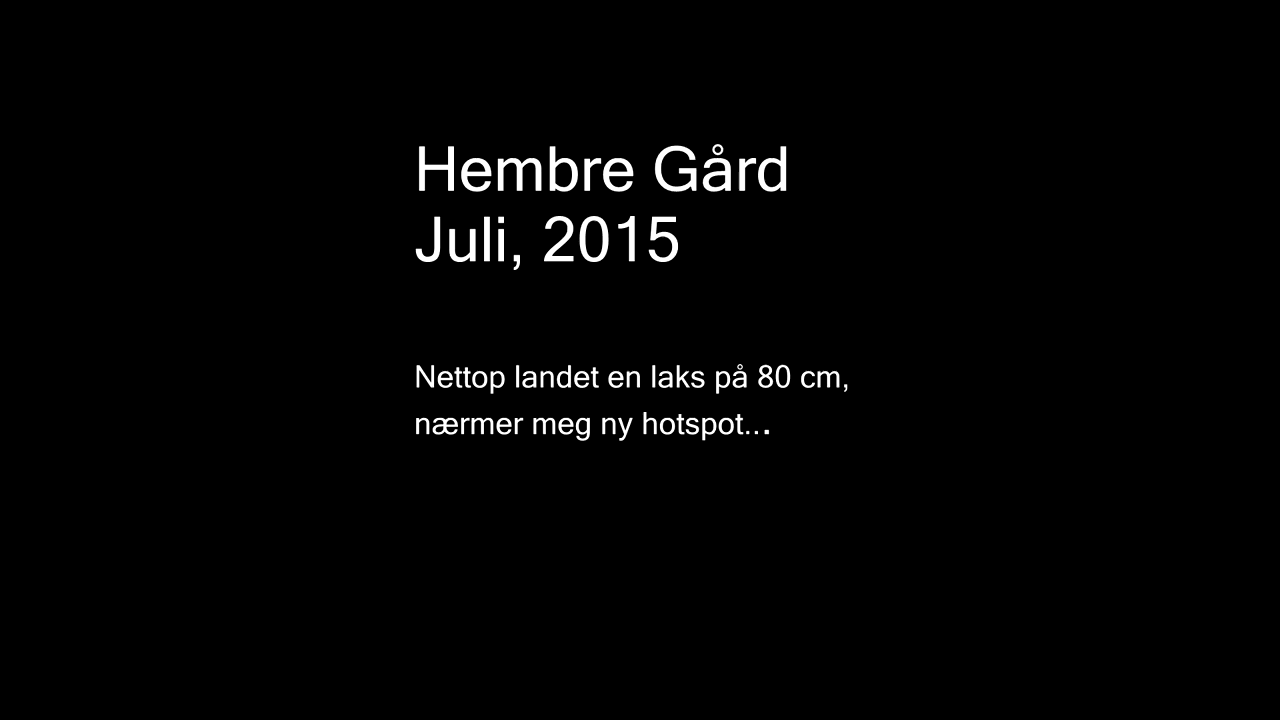 Hembre Gård
Juli, 2015
Nettop landet en laks på 80 cm,
nærmer meg ny hotspot...